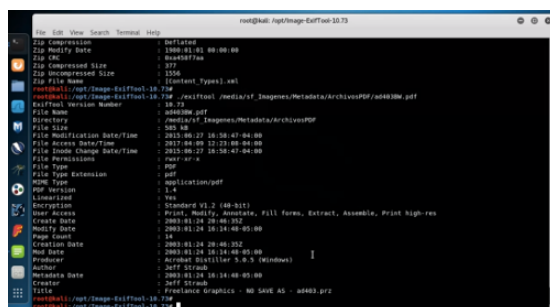 root@kali: /opt/Image-ExifTool-10.73
File Edit View Search Terminal Help
Zip Compression : Deflated
Zip Modify Date : 1980:01:01 00:00:00
Zip CRC : 0xa458f7aa
Zip Compressed Size : 377
Zip Uncompressed Size : 1556
Zip File Name : [Content_Types].xml
root@kali:/opt/Image-ExifTool-10.73# ./exiftool /media/sf_Imagenes/Metadata/ArchivosPDF/ad403BW.pdf
ExifTool Version Number : 10.73
File Name : ad403BW.pdf
Directory : /media/sf_Imagenes/Metadata/ArchivosPDF
File Size : 585 kB
File Modification Date/Time : 2015:06:27 16:58:47-04:00
File Access Date/Time : 2017:04:09 12:23:08-04:00
File Inode Change Date/Time : 2015:06:27 16:58:47-04:00
File Permissions : rwxr-xr-x
File Type : PDF
File Type Extension : pdf
MIME Type : application/pdf
PDF Version : 1.4
Linearized : Yes
Encryption : Standard V1.2 (40-bit)
User Access : Print, Modify, Annotate, Fill forms, Extract, Assemble, Print high-res
Create Date : 2003:01:24 20:46:35Z
Modify Date : 2003:01:24 16:14:48-05:00
Page Count : 14
Creation Date : 2003:01:24 20:46:35Z
Mod Date : 2003:01:24 16:14:48-05:00
Producer : Acrobat Distiller 5.0.5 (Windows)
Author : Jeff Straub
Metadata Date : 2003:01:24 16:14:48-05:00
Creator : Jeff Straub
Title : Freelance Graphics - NO SAVE AS - ad403.prz
root@kali:/opt/Image-ExifTool-10.73#
root@kali:/opt/Image-ExifTool-10.73#